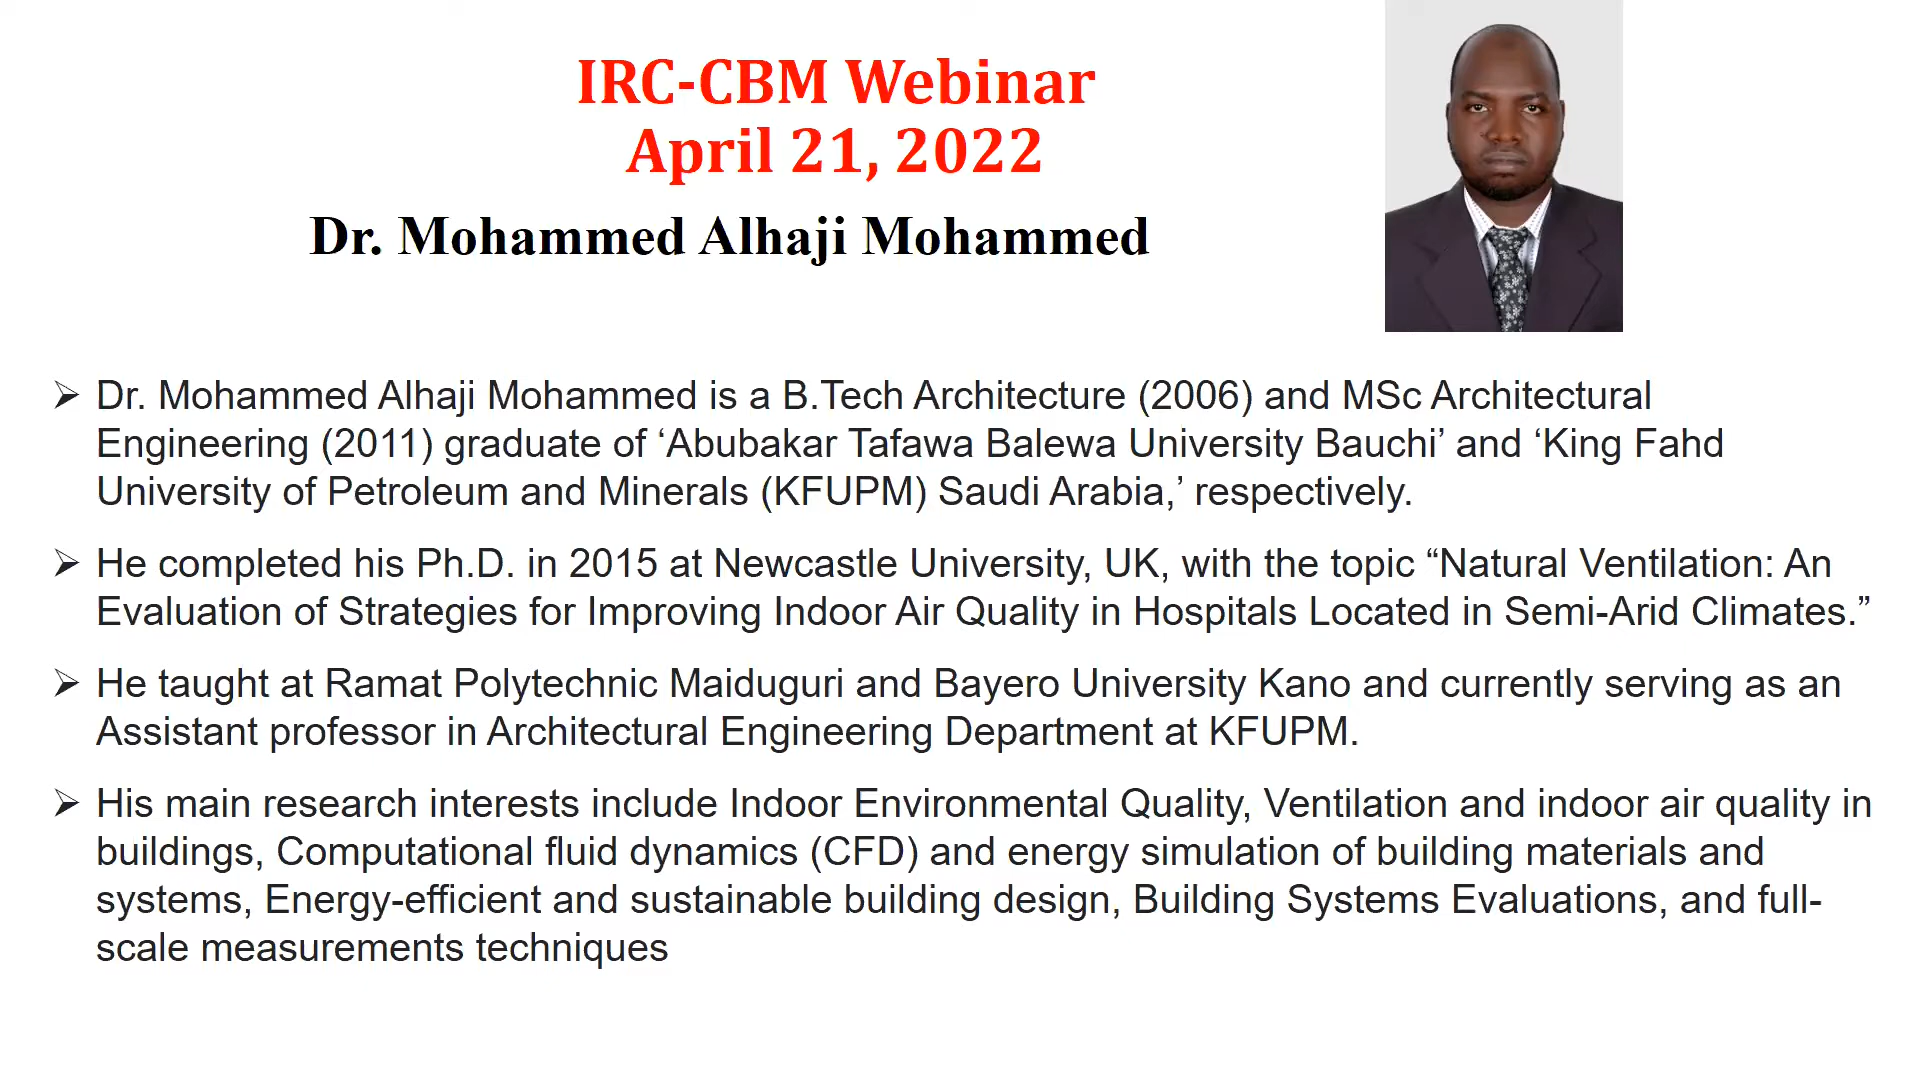 IRC-CBM Webinar
April 21, 2022
Dr. Mohammed Alhaji Mohammed
➢ Dr. Mohammed Alhaji Mohammed is a B.Tech Architecture (2006) and MSc Architectural
Engineering (2011) graduate of ‘Abubakar Tafawa Balewa University Bauchi’ and ‘King Fahd
University of Petroleum and Minerals (KFUPM) Saudi Arabia,’ respectively.
➢ He completed his Ph.D. in 2015 at Newcastle University, UK, with the topic “Natural Ventilation: An
Evaluation of Strategies for Improving Indoor Air Quality in Hospitals Located in Semi-Arid Climates.”
➢ He taught at Ramat Polytechnic Maiduguri and Bayero University Kano and currently serving as an
Assistant professor in Architectural Engineering Department at KFUPM.
➢ His main research interests include Indoor Environmental Quality, Ventilation and indoor air quality in
buildings, Computational fluid dynamics (CFD) and energy simulation of building materials and
systems, Energy-efficient and sustainable building design, Building Systems Evaluations, and full-
scale measurements techniques